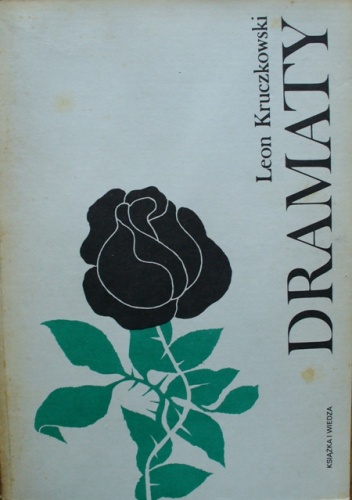 Leon Kruczkowski
DRAMATY
KSIĄŻKA I WIEDZA